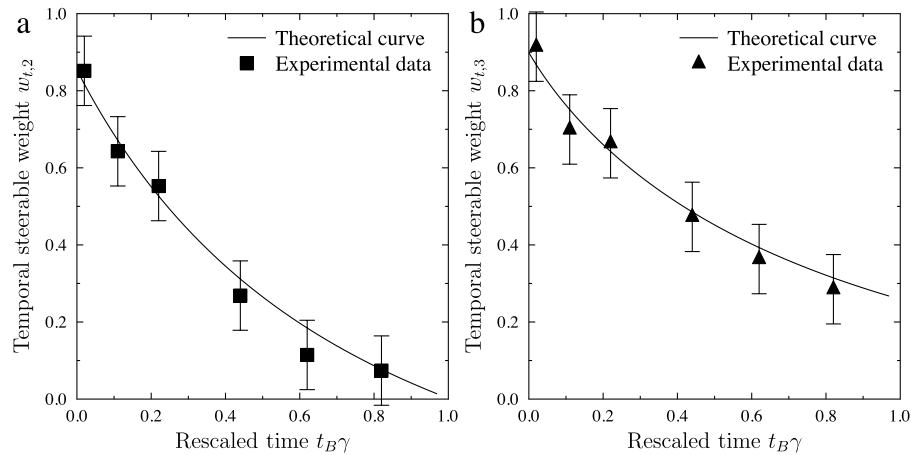 a
Temporal steerable weight w_{t,2}
1.0
0.8
0.6
0.4
0.2
0.0
Theoretical curve
Experimental data
0.0 0.2 0.4 0.6 0.8 1.0
Rescaled time t_Bγ
b
Temporal steerable weight w_{t,3}
1.0
0.8
0.6
0.4
0.2
0.0
Theoretical curve
Experimental data
0.0 0.2 0.4 0.6 0.8 1.0
Rescaled time t_Bγ